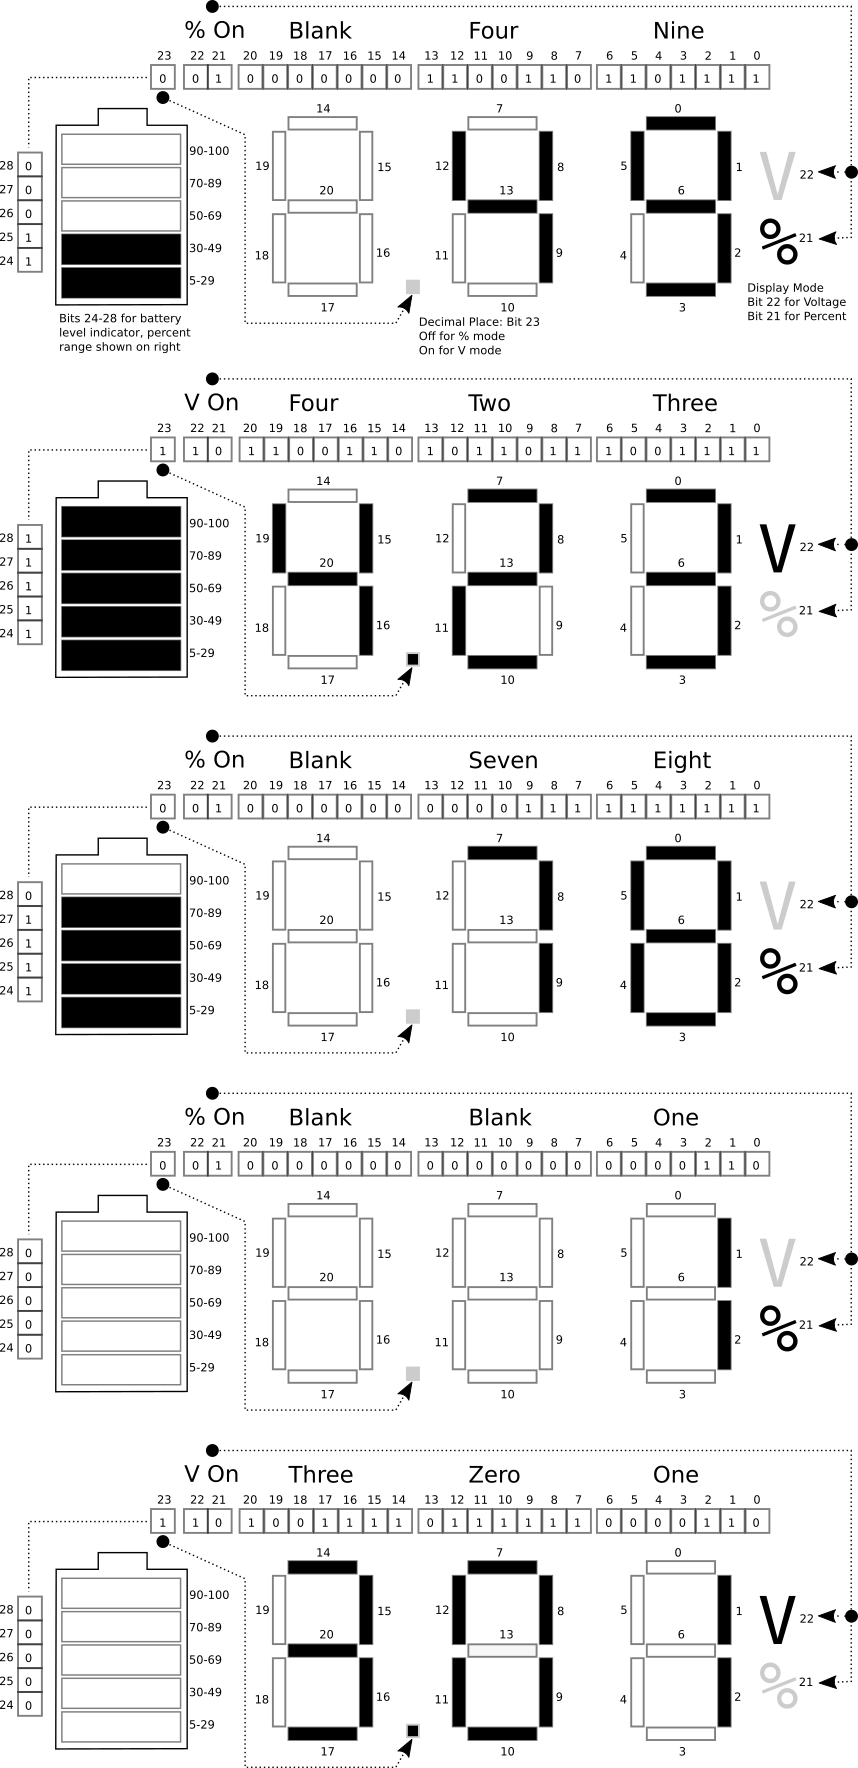 % On Blank Four Nine
23 22 21 20 19 18 17 16 15 14 13 12 11 10 9 8 7 6 5 4 3 2 1 0
0 0 1 0 0 0 0 0 0 0 1 1 0 0 1 1 0 1 1 0 1 1 1 1
14 7 0
90-100
28 0 19 15 12 8 5 1 V 22
70-89
27 0 20 13 6
26 0 50-69
25 1 30-49 % 21
18 16 11 9 4 2
24 1
5-29
17 10 3
Display Mode
Bit 22 for Voltage
Bit 21 for Percent
Bits 24-28 for battery
level indicator, percent
range shown on right
Decimal Place: Bit 23
Off for % mode
On for V mode
V On Four Two Three
23 22 21 20 19 18 17 16 15 14 13 12 11 10 9 8 7 6 5 4 3 2 1 0
1 1 0 1 1 0 0 1 1 0 1 0 1 1 0 1 1 1 0 0 1 1 1 1
14 7 0
90-100
28 1 19 15 12 8 5 1 V 22
70-89
27 1 20 13 6
26 1 50-69
25 1 30-49 % 21
18 16 11 9 4 2
24 1
5-29
17 10 3
% On Blank Seven Eight
23 22 21 20 19 18 17 16 15 14 13 12 11 10 9 8 7 6 5 4 3 2 1 0
0 0 1 0 0 0 0 0 0 0 0 0 0 0 1 1 1 1 1 1 1 1 1 1
14 7 0
90-100
28 0 19 15 12 8 5 1 V 22
70-89
27 1 20 13 6
26 1 50-69
25 1 30-49 % 21
18 16 11 9 4 2
24 1
5-29
17 10 3
% On Blank Blank One
23 22 21 20 19 18 17 16 15 14 13 12 11 10 9 8 7 6 5 4 3 2 1 0
0 0 1 0 0 0 0 0 0 0 0 0 0 0 0 0 0 0 0 0 0 1 1 0
14 7 0
90-100
28 0 19 15 12 8 5 1 V 22
70-89
27 0 20 13 6
26 0 50-69
25 0 30-49 % 21
18 16 11 9 4 2
24 0
5-29
17 10 3
V On Three Zero One
23 22 21 20 19 18 17 16 15 14 13 12 11 10 9 8 7 6 5 4 3 2 1 0
1 1 0 1 0 0 1 1 1 1 0 1 1 1 1 1 1 0 0 0 0 1 1 0
14 7 0
90-100
28 0 19 15 12 8 5 1 V 22
70-89
27 0 20 13 6
26 0 50-69
25 0 30-49 % 21
18 16 11 9 4 2
24 0
5-29
17 10 3